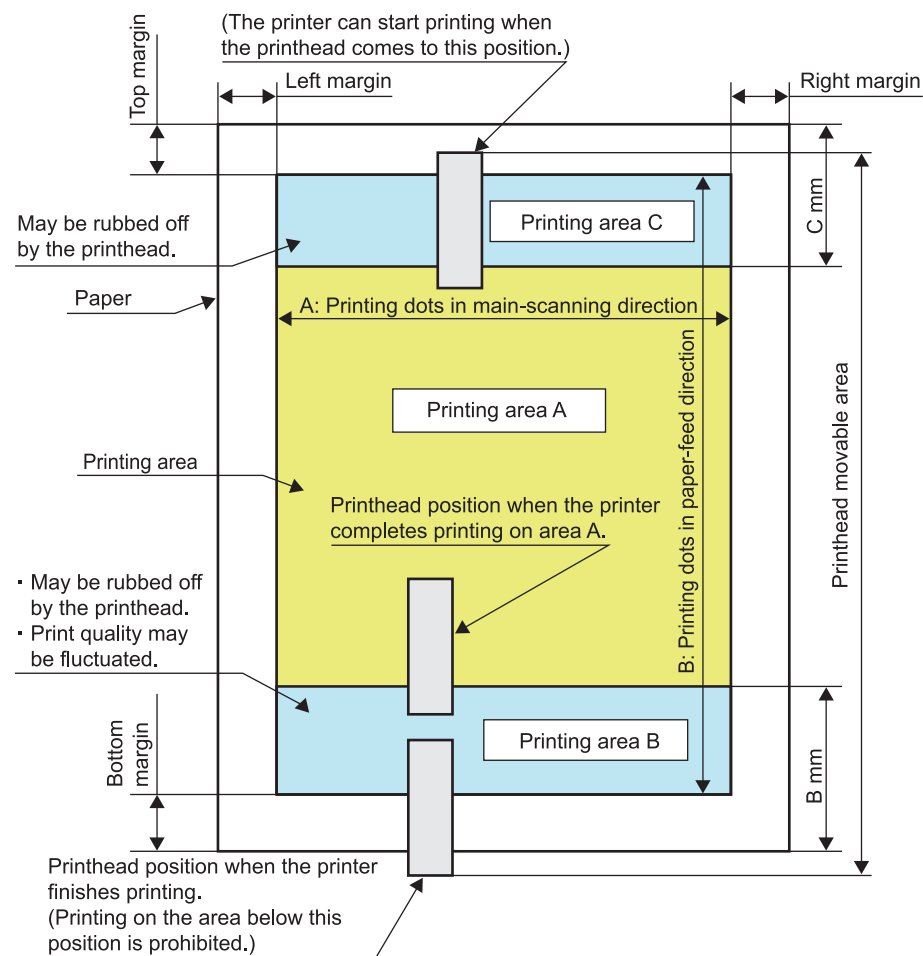 (The printer can start printing when
the printhead comes to this position.)
Top margin
Left margin
Right margin
C mm
Printing area C
May be rubbed off
by the printhead.
Paper
A: Printing dots in main-scanning direction
Printing area A
B: Printing dots in paper-feed direction
Printhead movable area
Printing area
Printhead position when the printer
completes printing on area A.
・May be rubbed off
by the printhead.
・Print quality may
be fluctuated.
Printing area B
Bottom
margin
B mm
Printhead position when the printer
finishes printing.
(Printing on the area below this
position is prohibited.)